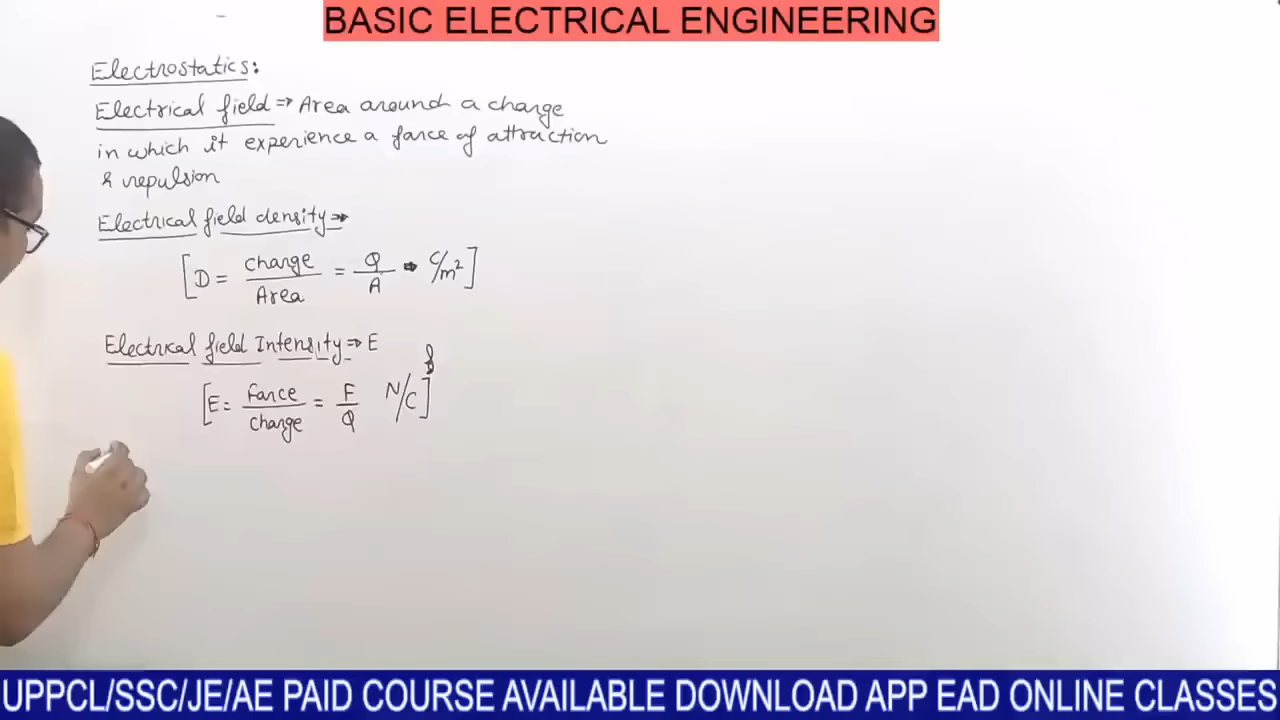 BASIC ELECTRICAL ENGINEERING
Electrostatics:
Electrical field ⇒ Area around a charge
in which it experience a farce of attraction
& repulsion
Electrical field density ⇒
[D = charge/Area = Q/A → C/m²]
Electrical field Intensity ⇒ E
[E = Farce/charge = F/Q N/C]
UPPCL/SSC/JE/AE PAID COURSE AVAILABLE DOWNLOAD APP EAD ONLINE CLASSES